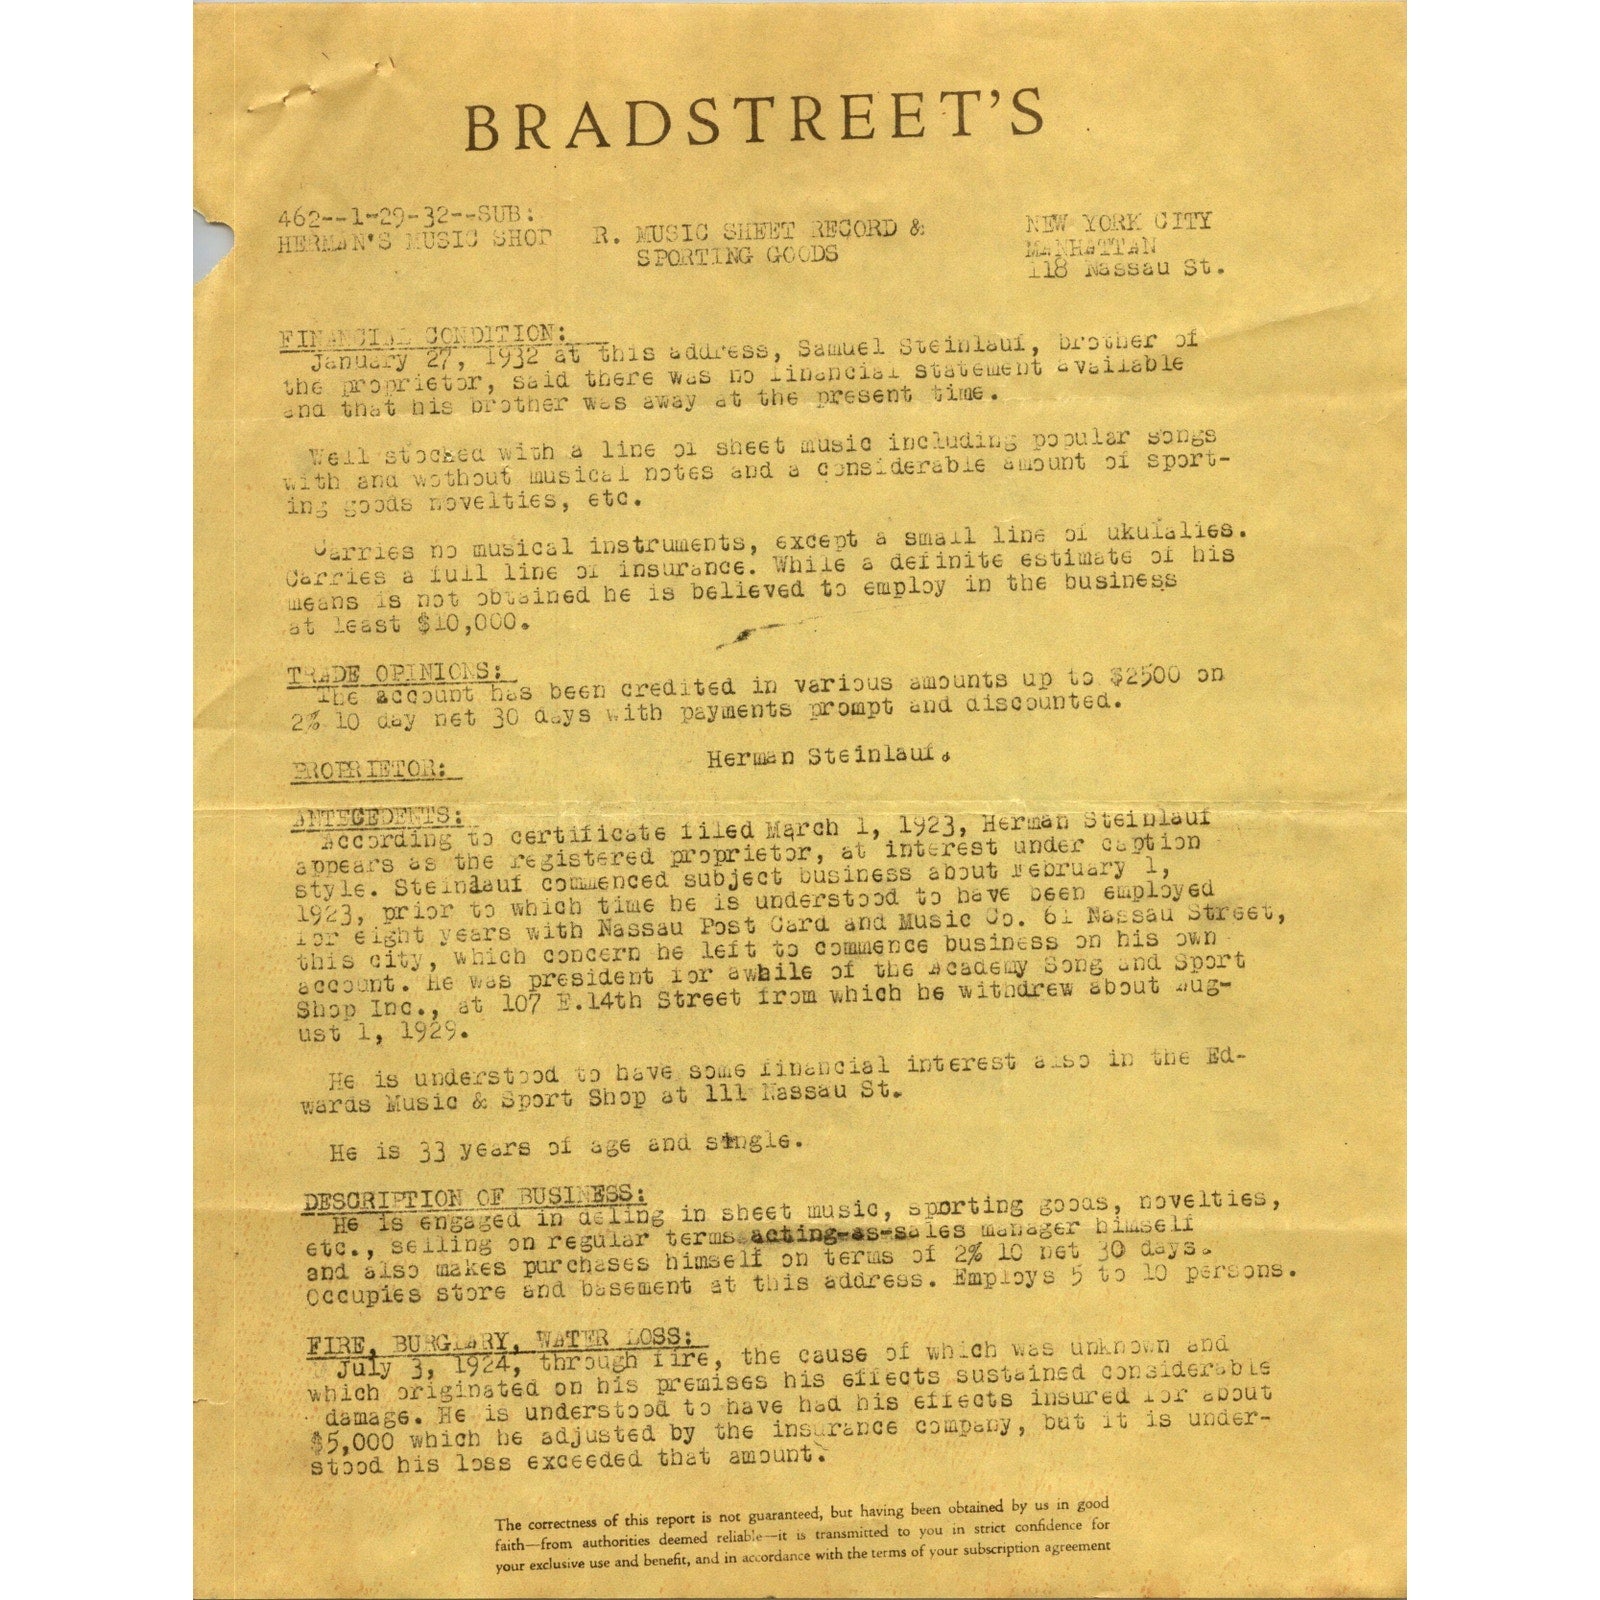 BRADSTREET'S
462--1-29-32--SUB:
HERMAN'S MUSIC SHOP
R. MUSIC SHEET RECORD &
SPORTING GOODS
NEW YORK CITY
MANHATTAN
118 Nassau St.
FINANCIAL CONDITION:
January 27, 1932 at this address, Samuel Steinlauf, brother of
the proprietor, said there was no financial statement available
and that his brother was away at the present time.
Well stocked with a line of sheet music including popular songs
with and wothout musical notes and a considerable amount of sport-
ing goods novelties, etc.
Carries no musical instruments, except a small line of ukulalies.
Carries a full line of insurance. While a definite estimate of his
means is not obtained he is believed to employ in the business
at least $10,000.
TRADE OPINIONS:
The account has been credited in various amounts up to $2500 on
2% 10 day net 30 days with payments prompt and discounted.
PROPRIETOR:
Herman Steinlauf.
ANTECEDENTS:
According to certificate filed March 1, 1923, Herman Steinlauf
appears as the registered proprietor, at interest under caption
style. Steinlauf commenced subject business about February 1,
1923, prior to which time he is understood to have been employed
for eight years with Nassau Post Card and Music Co. 61 Nassau Street,
this city, which concern he left to commence business on his own
account. He was president for awhile of the Academy Song and Sport
Shop Inc., at 107 E.14th Street from which he withdrew about Aug-
ust 1, 1929.
He is understood to have some financial interest also in the Ed-
wards Music & Sport Shop at 111 Nassau St.
He is 33 years of age and single.
DESCRIPTION OF BUSINESS:
He is engaged in deling in sheet music, sporting goods, novelties,
etc., selling on regular terms acting-as-sales manager himself
and also makes purchases himself on terms of 2% 10 net 30 days.
Occupies store and basement at this address. Employs 5 to 10 persons.
FIRE, BURGLARY, WATER LOSS:
July 3, 1924, through fire, the cause of which was unknown and
which originated on his premises his effects sustained considerable
damage. He is understood to have had his effects insured for about
$5,000 which he adjusted by the insurance company, but it is under-
stood his loss exceeded that amount.
The correctness of this report is not guaranteed, but having been obtained by us in good
faith—from authorities deemed reliable—it is transmitted to you in strict confidence for
your exclusive use and benefit, and in accordance with the terms of your subscription agreement